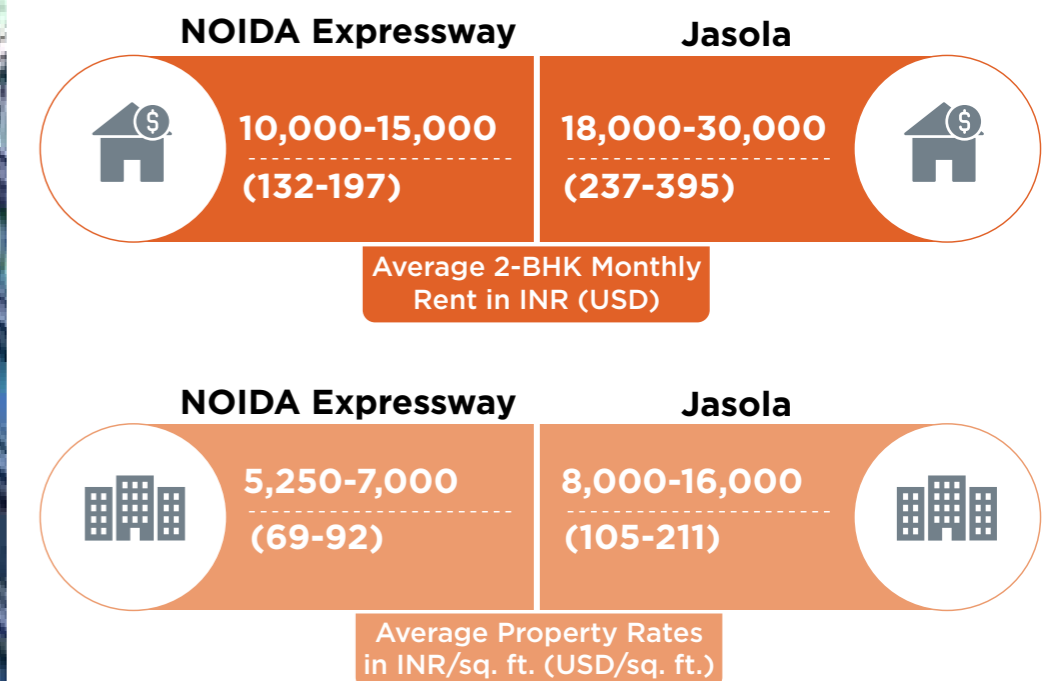 NOIDA Expressway Jasola
10,000-15,000 18,000-30,000
(132-197) (237-395)
Average 2-BHK Monthly
Rent in INR (USD)
NOIDA Expressway Jasola
5,250-7,000 8,000-16,000
(69-92) (105-211)
Average Property Rates
in INR/sq. ft. (USD/sq. ft.)